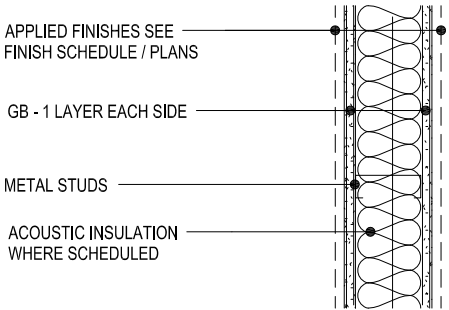 APPLIED FINISHES SEE
FINISH SCHEDULE / PLANS
GB - 1 LAYER EACH SIDE
METAL STUDS
ACOUSTIC INSULATION
WHERE SCHEDULED